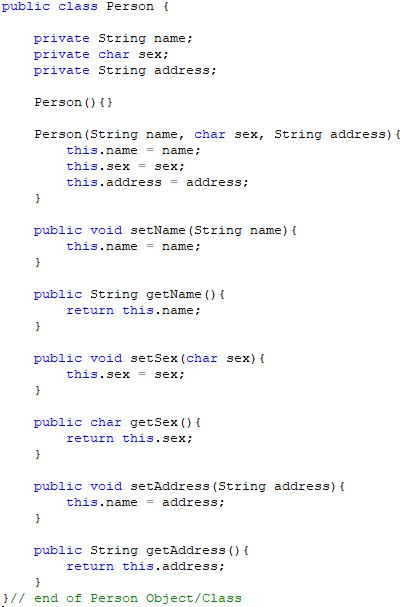 public class Person {
private String name;
private char sex;
private String address;
Person(){}
Person(String name, char sex, String address){
this.name = name;
this.sex = sex;
this.address = address;
}
public void setName(String name){
this.name = name;
}
public String getName(){
return this.name;
}
public void setSex(char sex){
this.sex = sex;
}
public char getSex(){
return this.sex;
}
public void setAddress(String address){
this.name = address;
}
public String getAddress(){
return this.address;
}
}// end of Person Object/Class